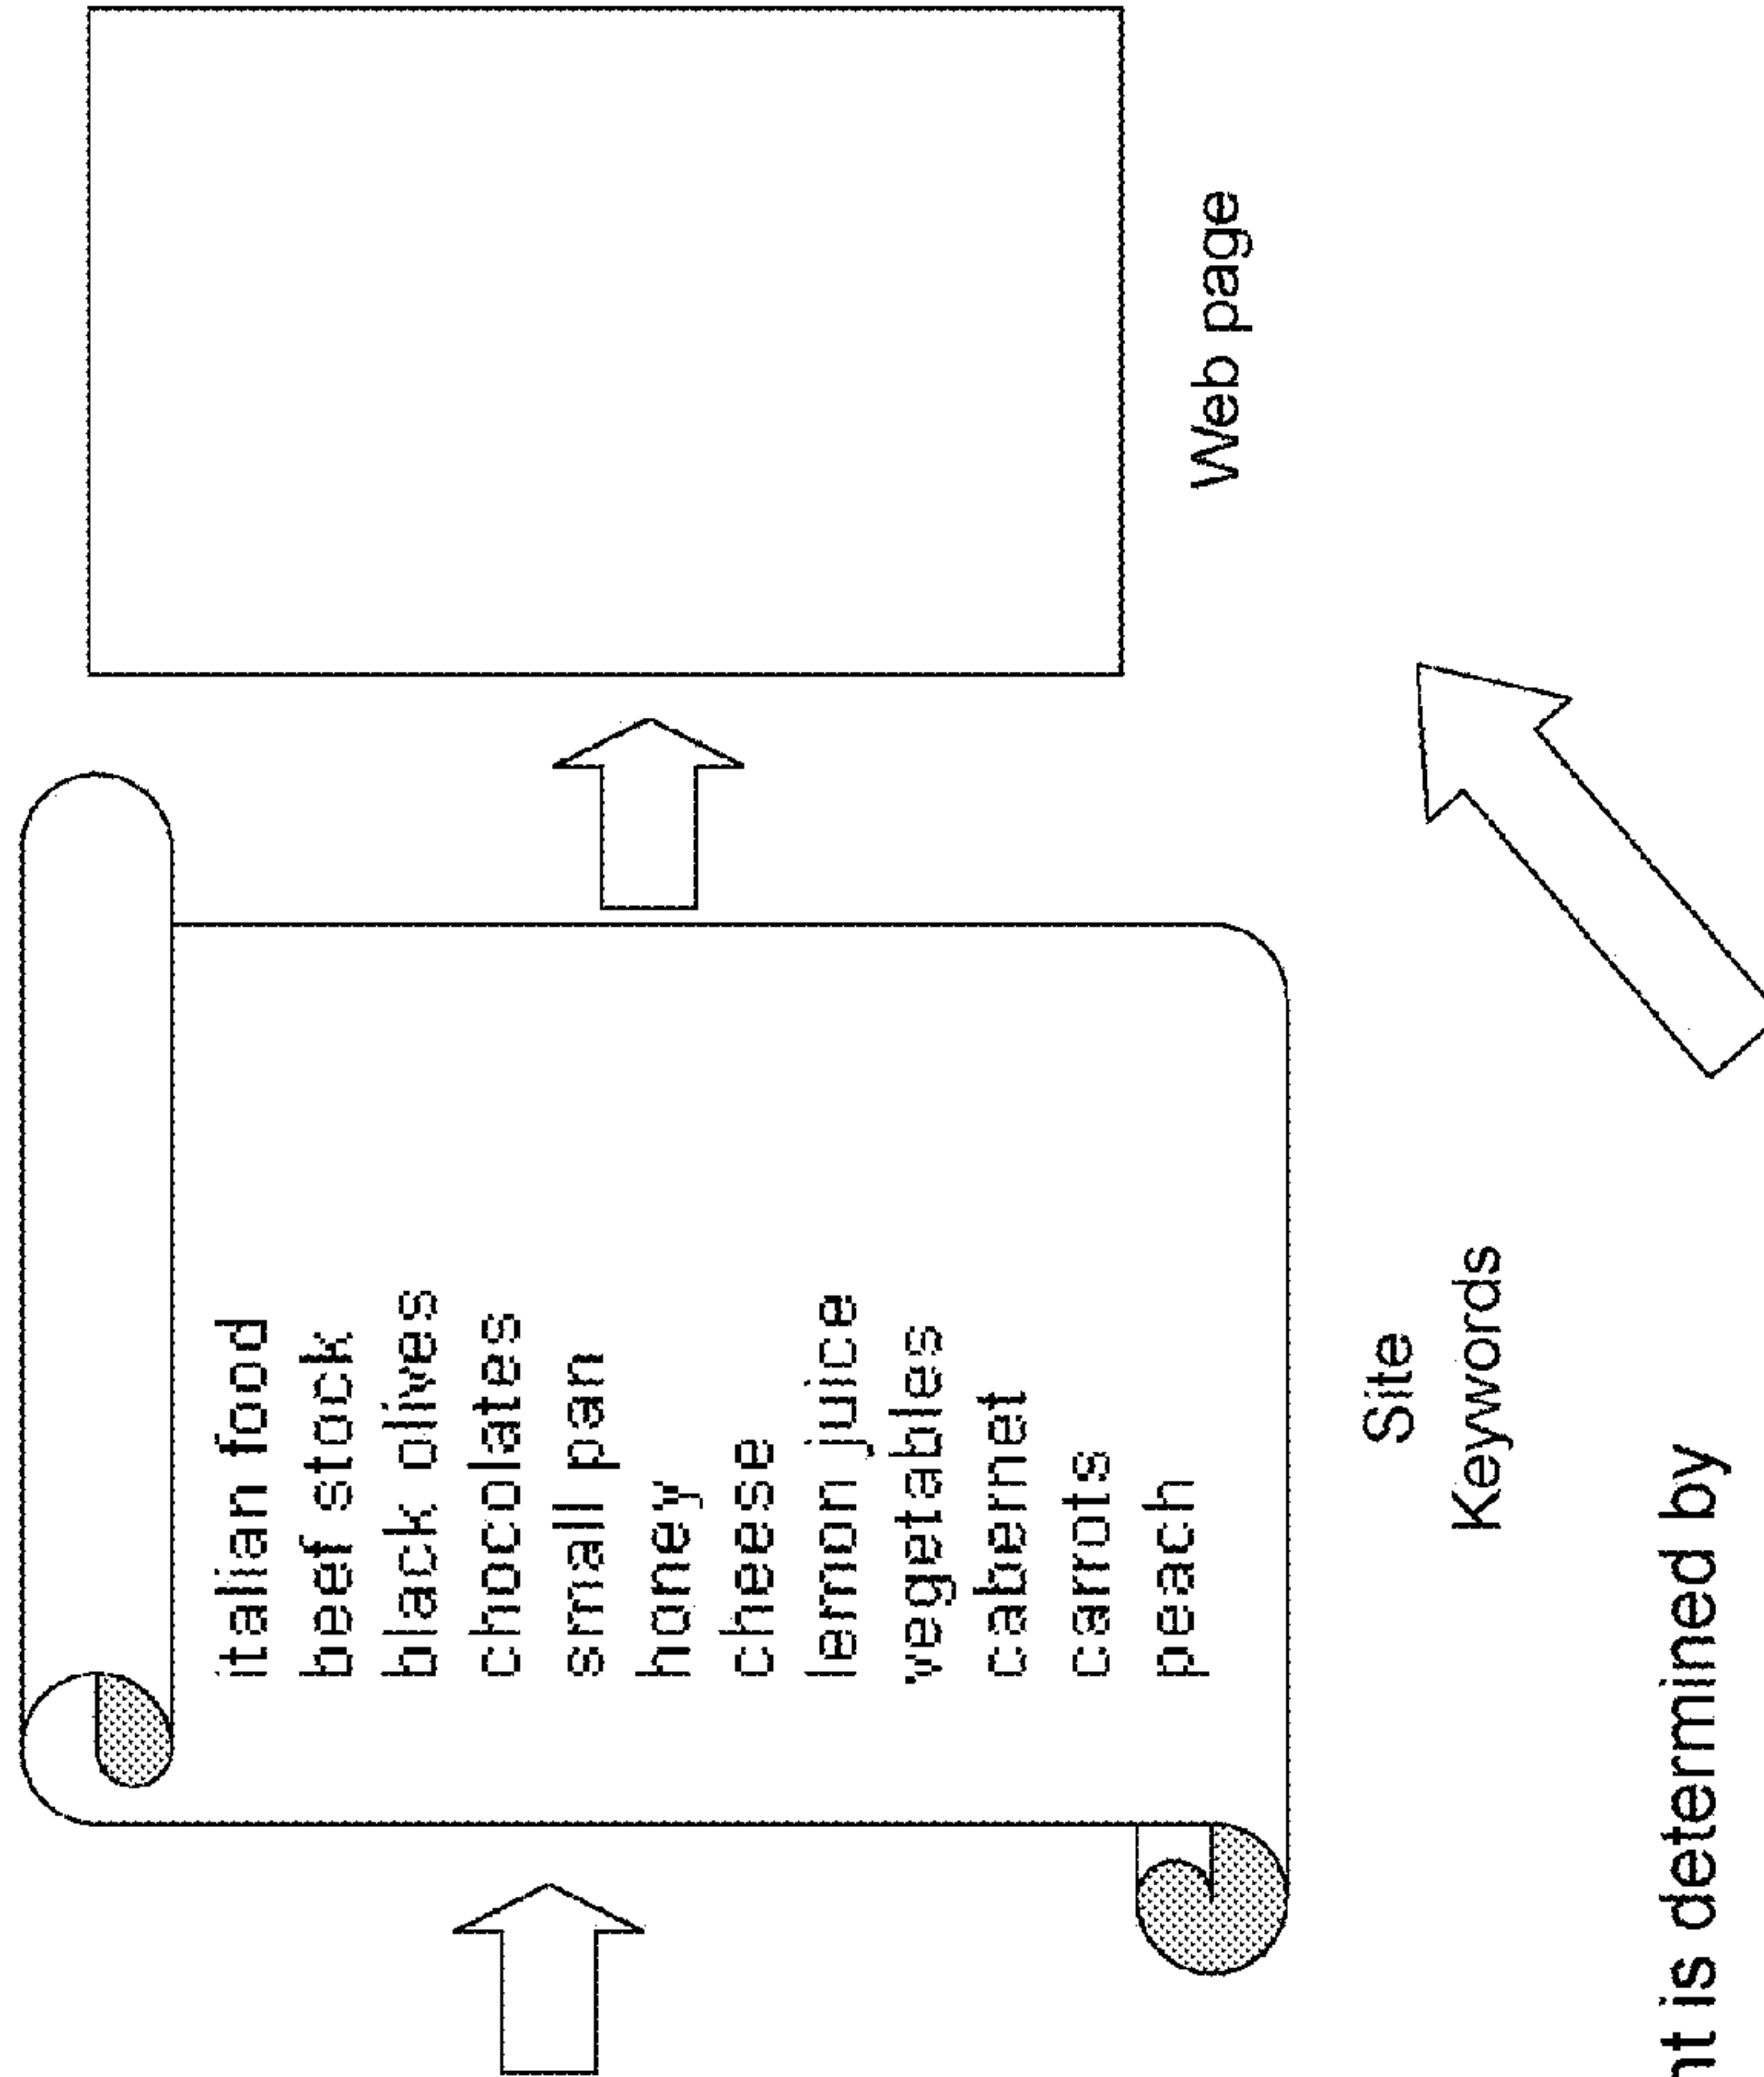 italian food
beef stock
black olives
chocolates
small pan
honey
cheese
lemon juice
vegetables
cabernet
carrots
peach
Site
Keywords
Web page
nt is determined by